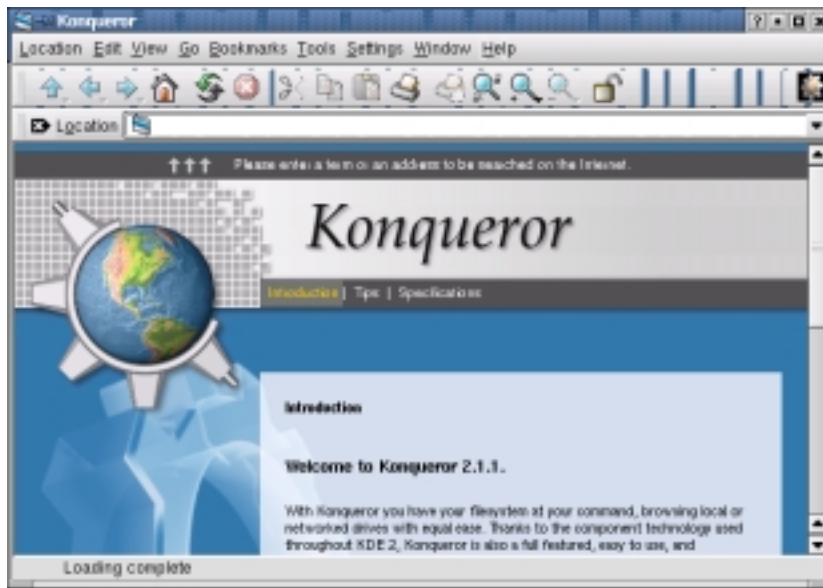 Konqueror
Location Edit View Go Bookmarks Tools Settings Window Help
Location
Please enter a term or an address to be searched on the Internet.
Konqueror
Introduction | Tips | Specifications
Introduction
Welcome to Konqueror 2.1.1.
With Konqueror you have your filesystem at your command, browsing local or
networked drives with equal ease. Thanks to the component technology used
throughout KDE 2, Konqueror is also a full featured, easy to use, and
Loading complete